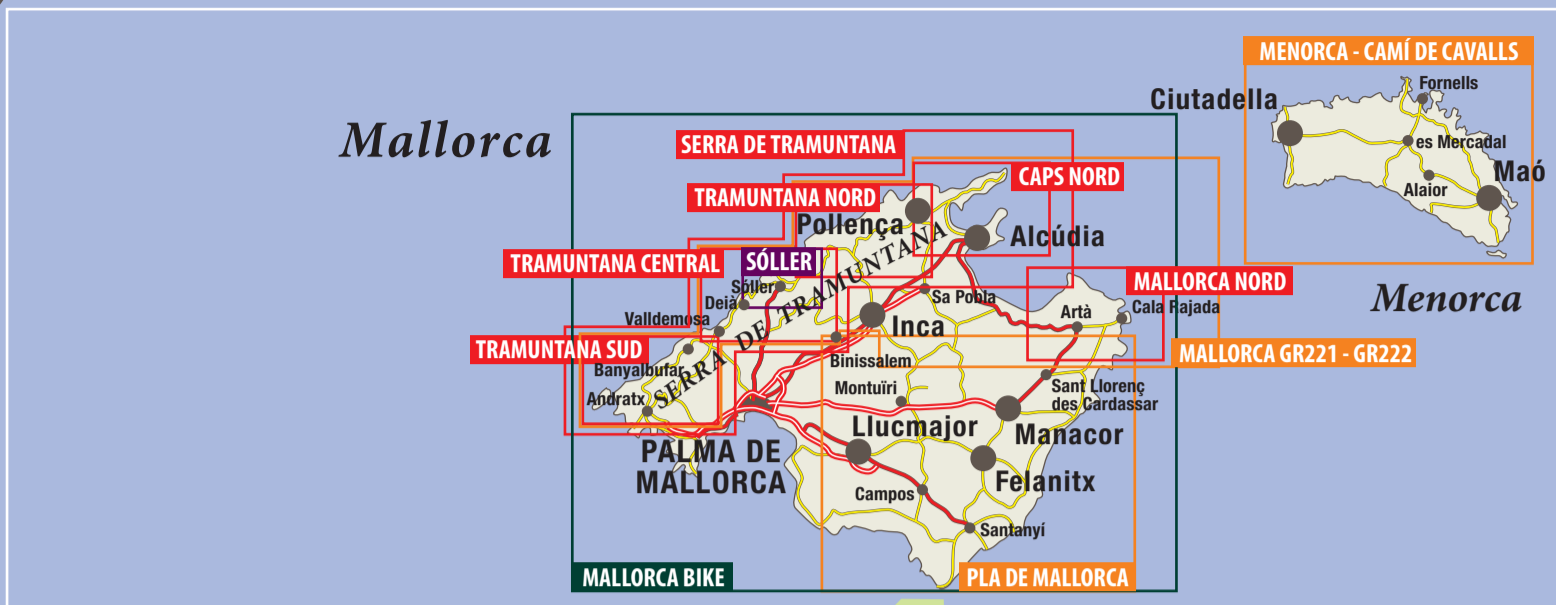 MENORCA - CAMÍ DE CAVALLS
Fornells
Ciutadella
Mallorca
SERRA DE TRAMUNTANA
es Mercadal
Maó
CAPS NORD
Alaior
TRAMUNTANA NORD
Pollença
Alcúdia
TRAMUNTANA CENTRAL
SÓLLER
SERRA DE TRAMUNTANA
MALLORCA NORD
Sóller
Deià
Sa Pobla
Menorca
Artà
Cala Rajada
Valldemosa
Inca
TRAMUNTANA SUD
MALLORCA GR221 - GR222
Binissalem
Banyalbufar
Montuïri
Sant Llorenç
des Cardassar
Andratx
Llucmajor
Manacor
PALMA DE
MALLORCA
Felanitx
Campos
Santanyí
MALLORCA BIKE
PLA DE MALLORCA